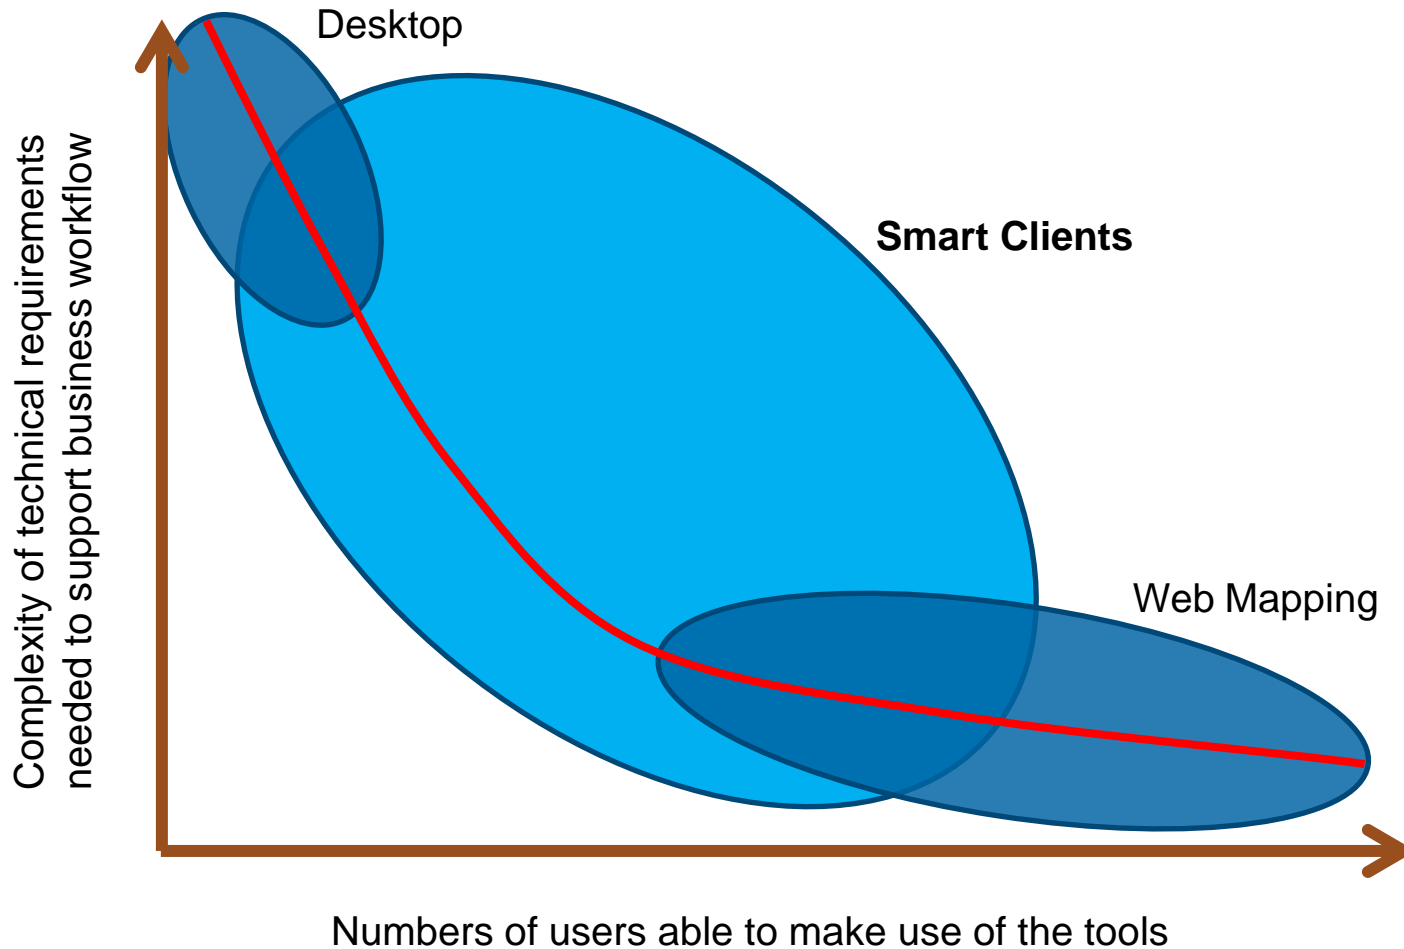 Desktop
Smart Clients
Web Mapping
Complexity of technical requirements
needed to support business workflow
Numbers of users able to make use of the tools